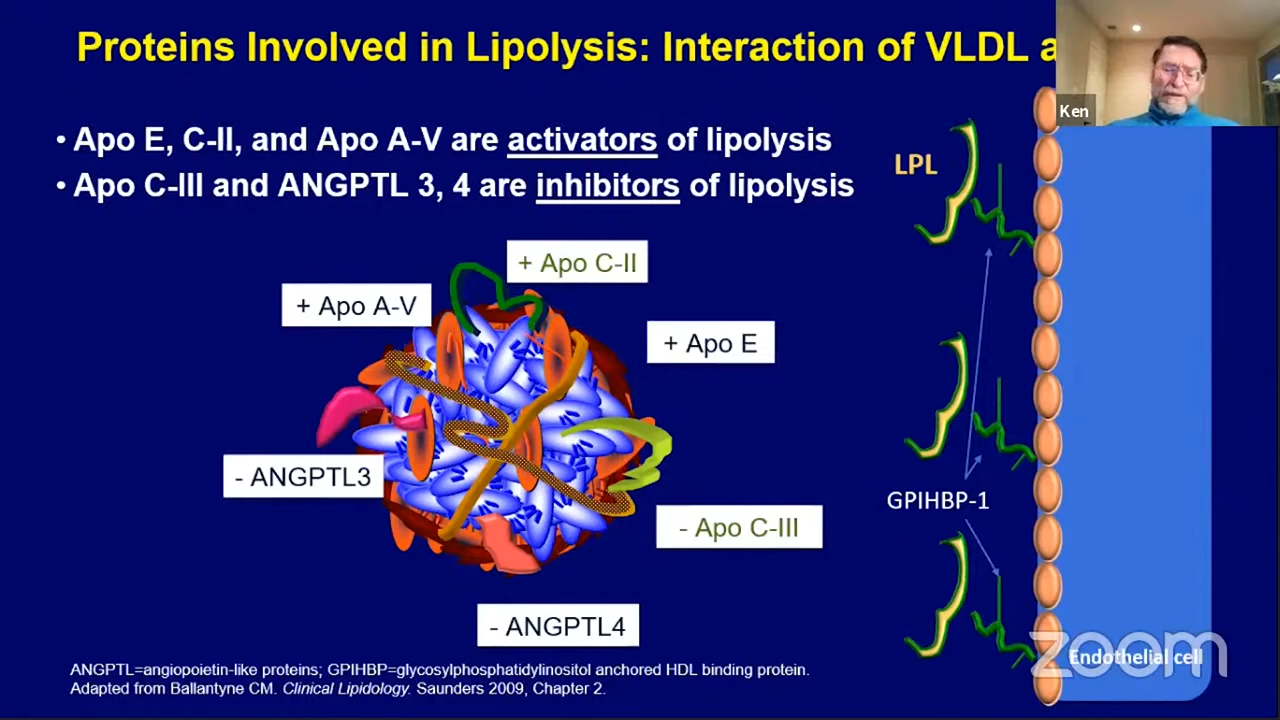 Proteins Involved in Lipolysis: Interaction of VLDL a
Ken
• Apo E, C-II, and Apo A-V are activators of lipolysis
• Apo C-III and ANGPTL 3, 4 are inhibitors of lipolysis
LPL
+ Apo C-II
+ Apo A-V
+ Apo E
- ANGPTL3
GPIHBP-1
- Apo C-III
- ANGPTL4
zoom
Endothelial cell
ANGPTL=angiopoietin-like proteins; GPIHBP=glycosylphosphatidylinositol anchored HDL binding protein.
Adapted from Ballantyne CM. Clinical Lipidology. Saunders 2009, Chapter 2.